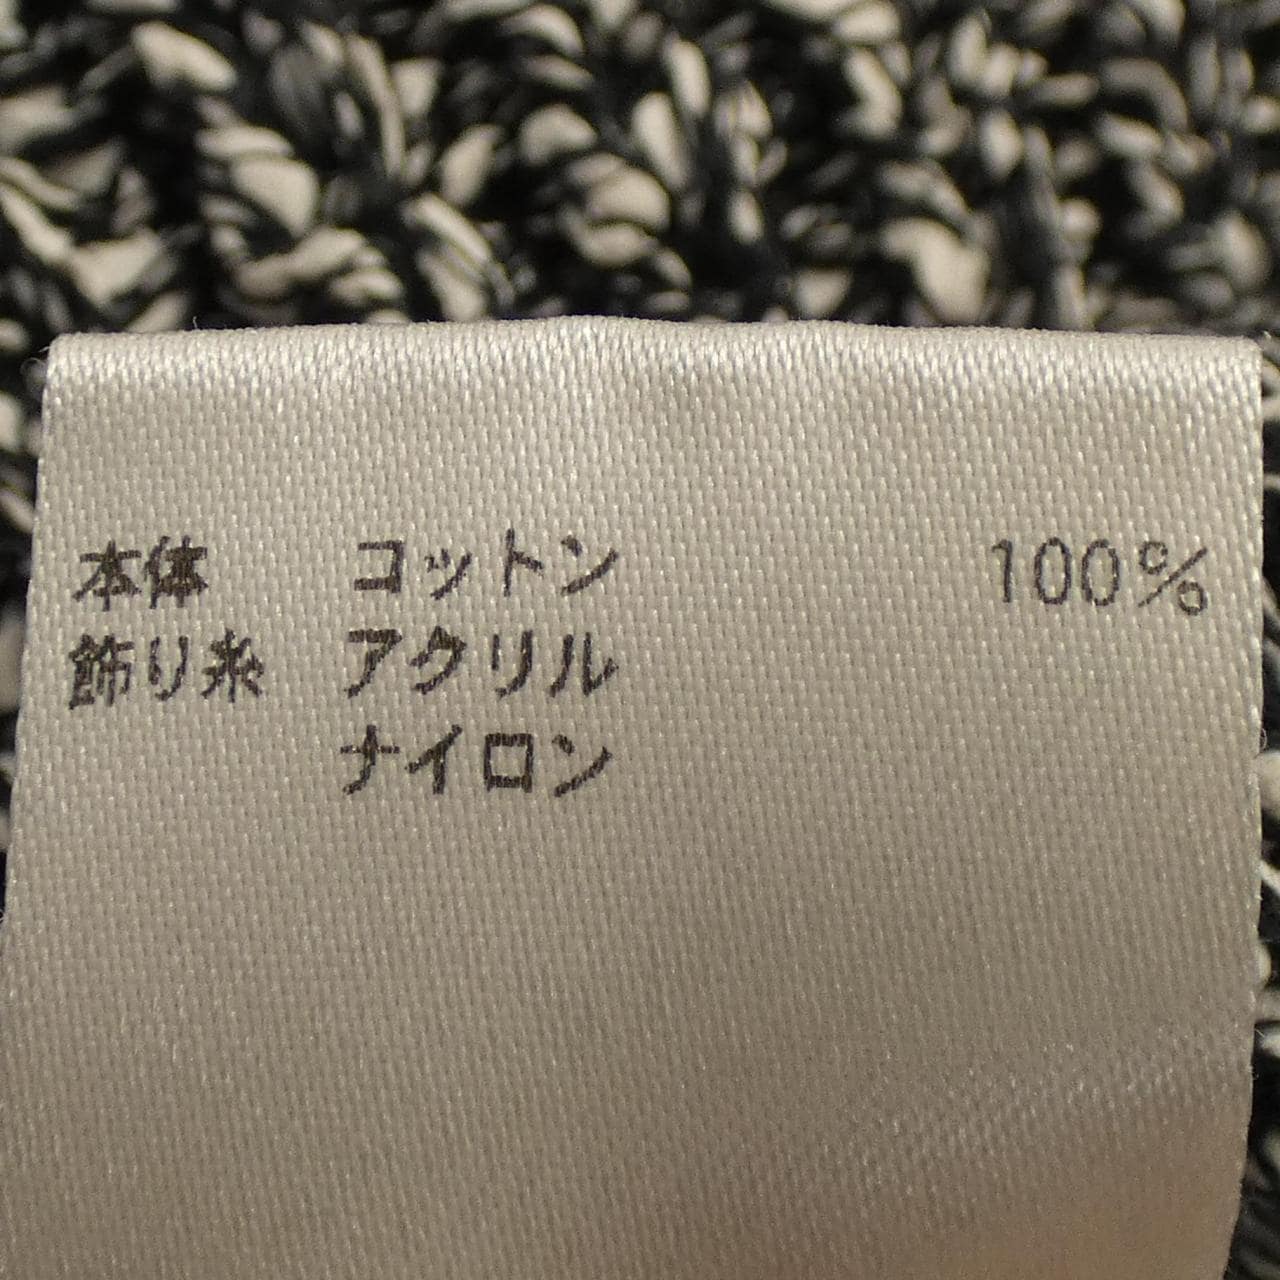 本体 コットン 100%
飾り糸 アクリル
ナイロン